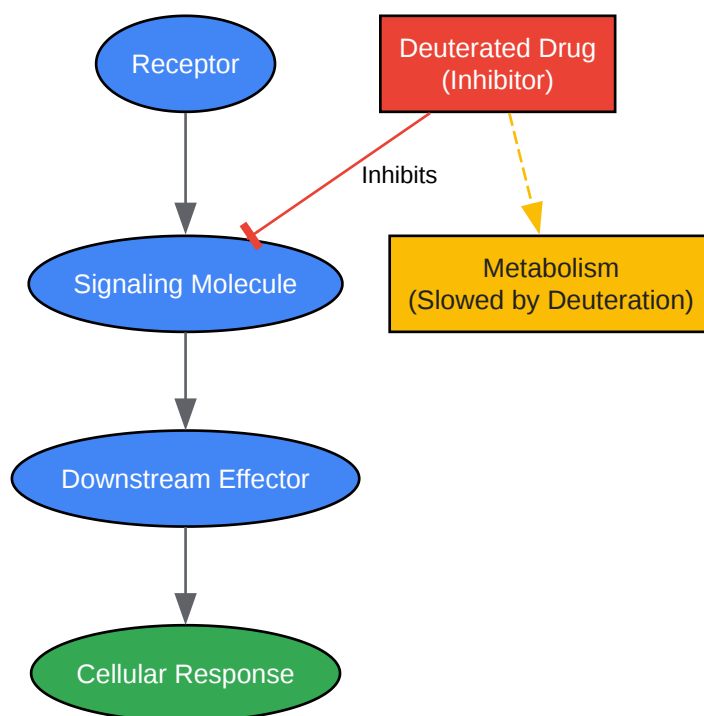 Receptor
Deuterated Drug
(Inhibitor)
Inhibits
Signaling Molecule
Metabolism
(Slowed by Deuteration)
Downstream Effector
Cellular Response